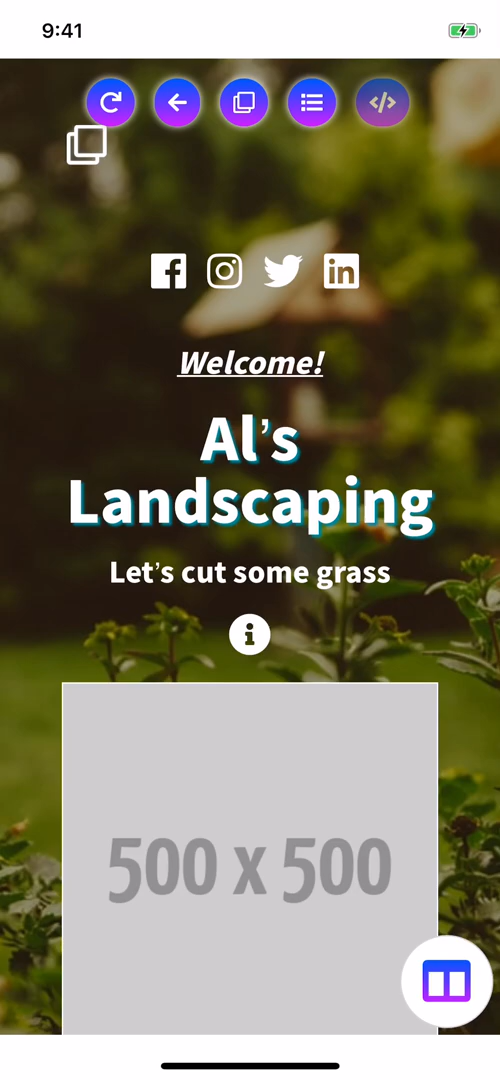 9:41
Welcome!
Al’s
Landscaping
Let’s cut some grass
500 x 500